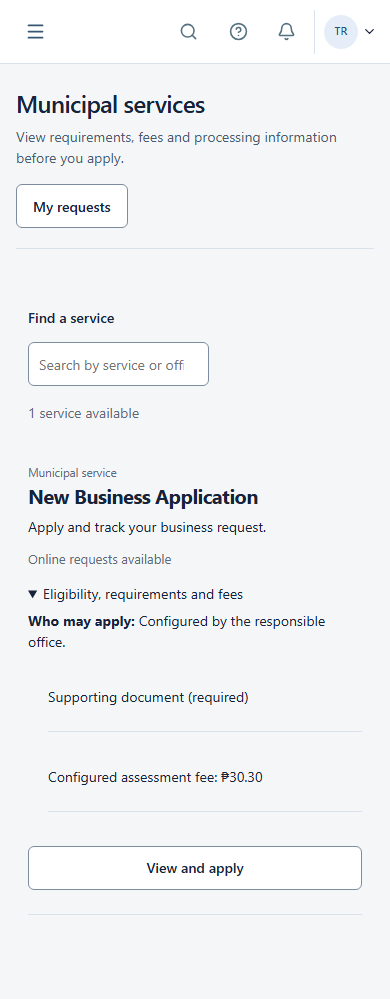 TR
Municipal services
View requirements, fees and processing information
before you apply.
My requests
Find a service
Search by service or offi
1 service available
Municipal service
New Business Application
Apply and track your business request.
Online requests available
▼ Eligibility, requirements and fees
Who may apply: Configured by the responsible
office.
Supporting document (required)
Configured assessment fee: ₱30.30
View and apply